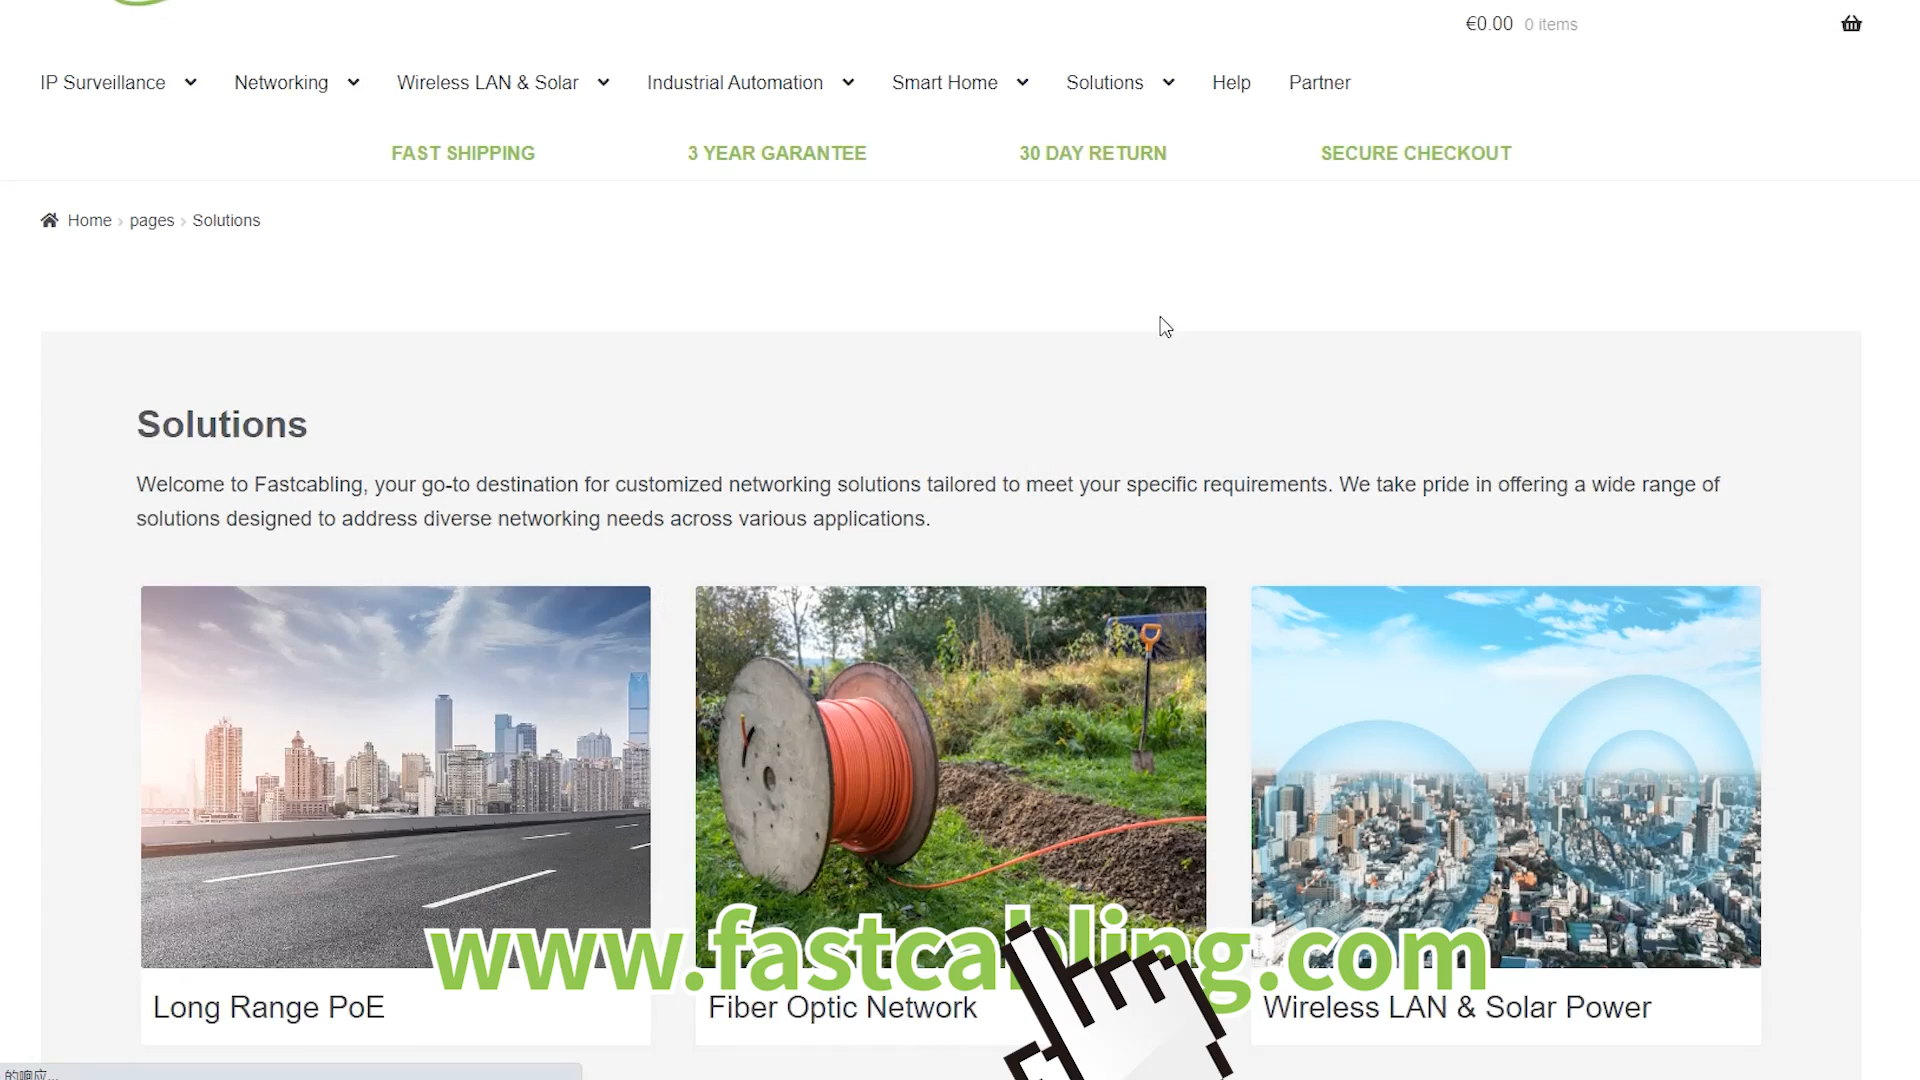 €0.00 0 items
IP Surveillance Networking Wireless LAN & Solar Industrial Automation Smart Home Solutions Help Partner
FAST SHIPPING 3 YEAR GARANTEE 30 DAY RETURN SECURE CHECKOUT
Home › pages › Solutions
Solutions
Welcome to Fastcabling, your go-to destination for customized networking solutions tailored to meet your specific requirements. We take pride in offering a wide range of
solutions designed to address diverse networking needs across various applications.
www.fastcabling.com
Long Range PoE Fiber Optic Network Wireless LAN & Solar Power
的响应...